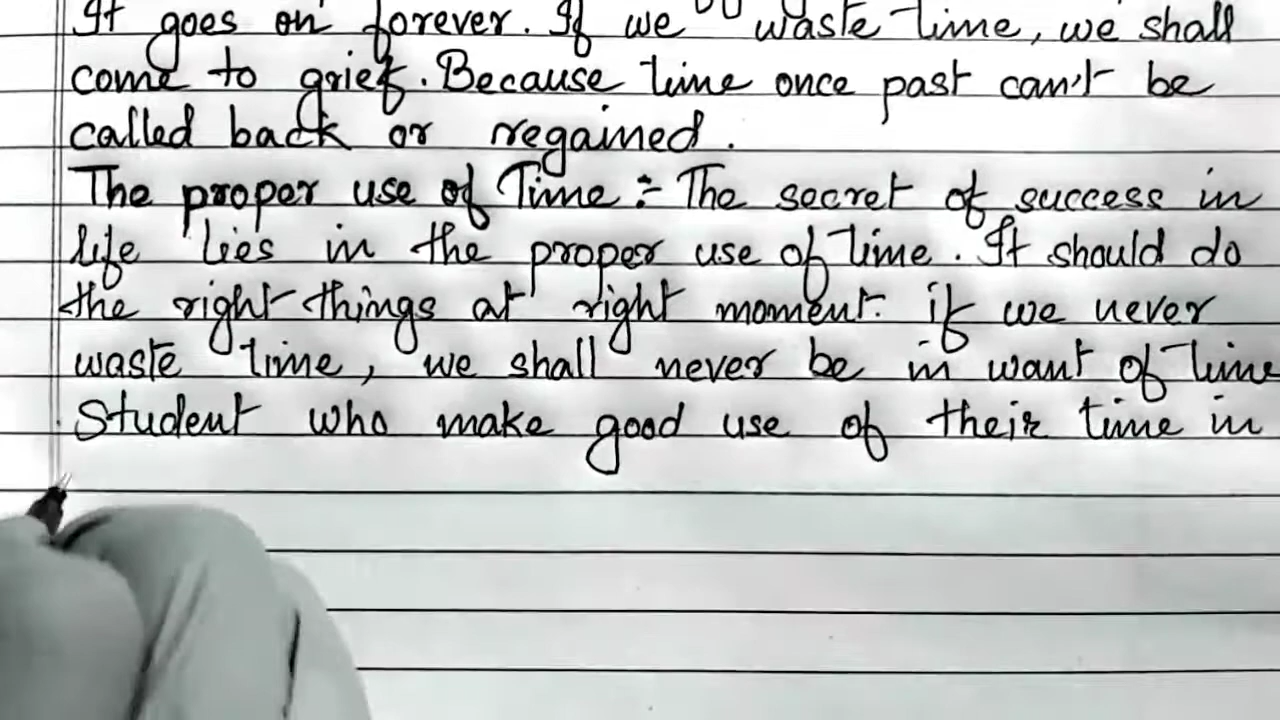 It goes on forever. If we waste time, we shall
come to grief. Because time once past can't be
called back or regained.
The proper use of Time :- The secret of success in
life lies in the proper use of time. It should do
the right things at right moment. if we never
waste time, we shall never be in want of time
Student who make good use of their time in